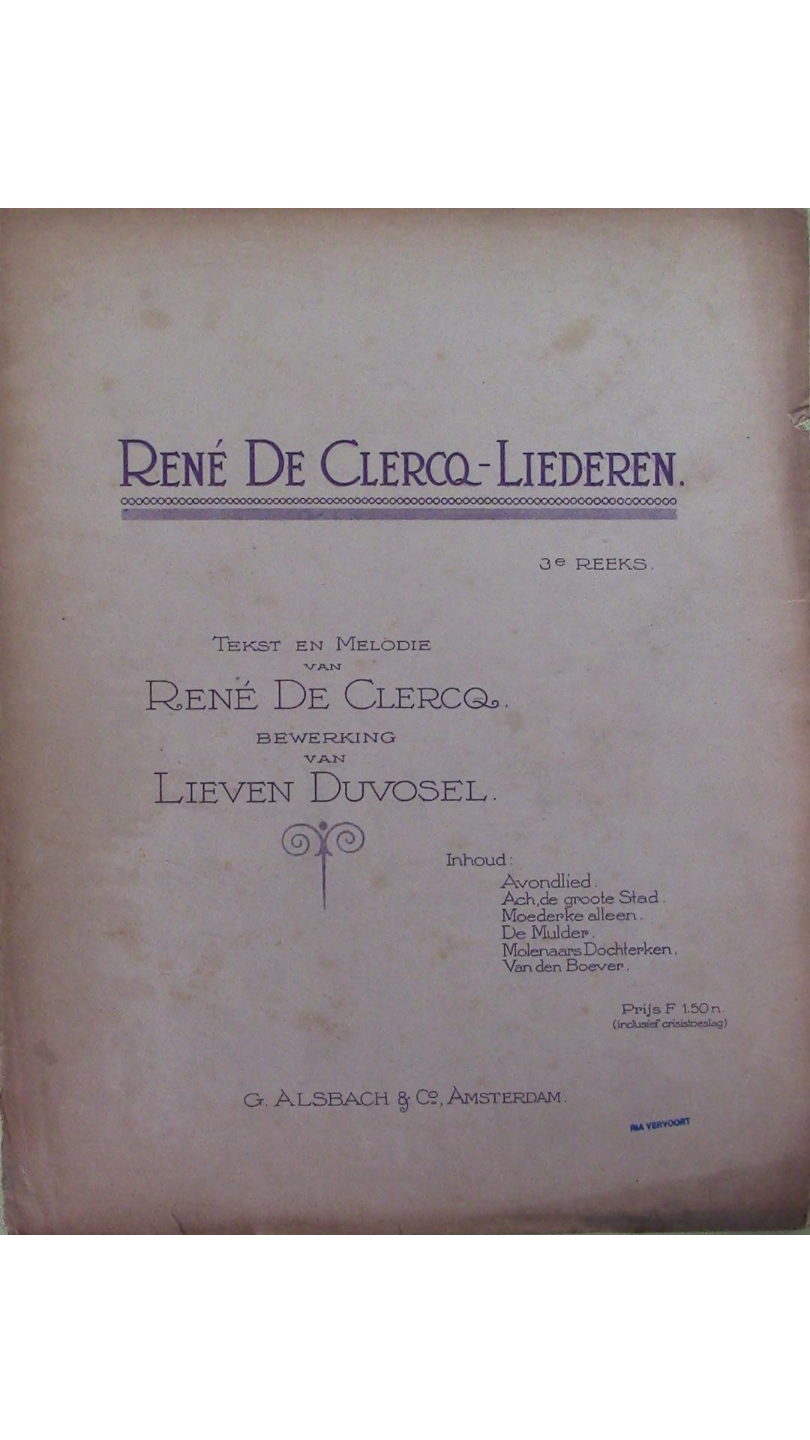 RENÉ DE CLERCQ-LIEDEREN.
3e REEKS.
TEKST EN MELODIE
VAN
RENÉ DE CLERCQ.
BEWERKING
VAN
LIEVEN DUVOSEL.
Inhoud:
Avondlied.
Ach, de groote Stad.
Moederke alleen.
De Mulder.
Molenaars Dochterken.
Van den Boever.
Prijs F 1.50 n.
(inclusief crisistoeslag)
G. ALSBACH & Co, AMSTERDAM.
RIA VERVOORT